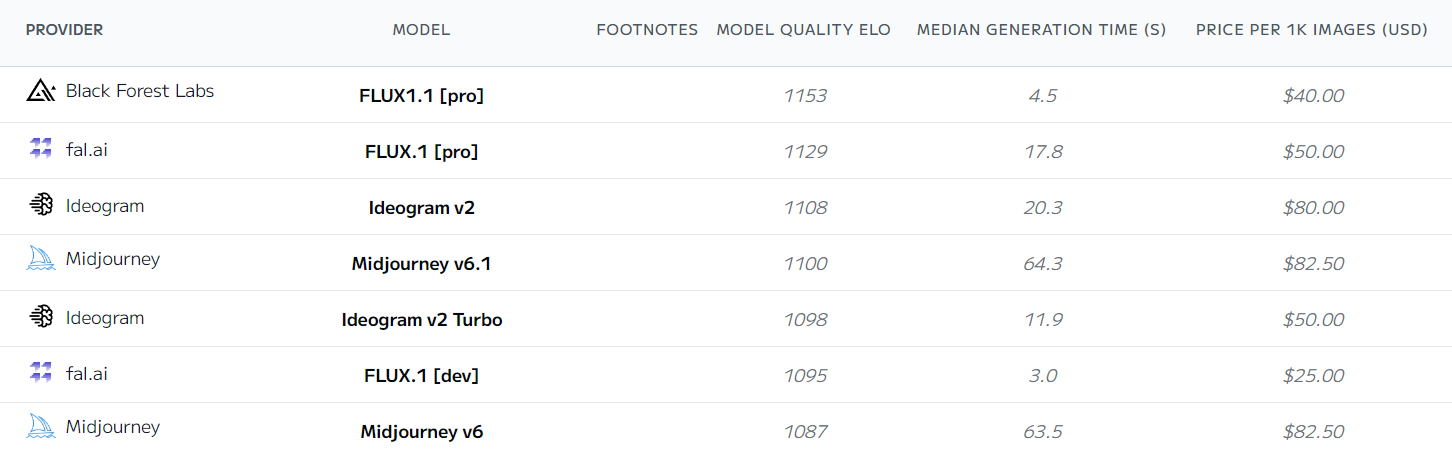 PROVIDER MODEL FOOTNOTES MODEL QUALITY ELO MEDIAN GENERATION TIME (S) PRICE PER 1K IMAGES (USD)
Black Forest Labs FLUX1.1 [pro] 1153 4.5 $40.00
fal.ai FLUX.1 [pro] 1129 17.8 $50.00
Ideogram Ideogram v2 1108 20.3 $80.00
Midjourney Midjourney v6.1 1100 64.3 $82.50
Ideogram Ideogram v2 Turbo 1098 11.9 $50.00
fal.ai FLUX.1 [dev] 1095 3.0 $25.00
Midjourney Midjourney v6 1087 63.5 $82.50